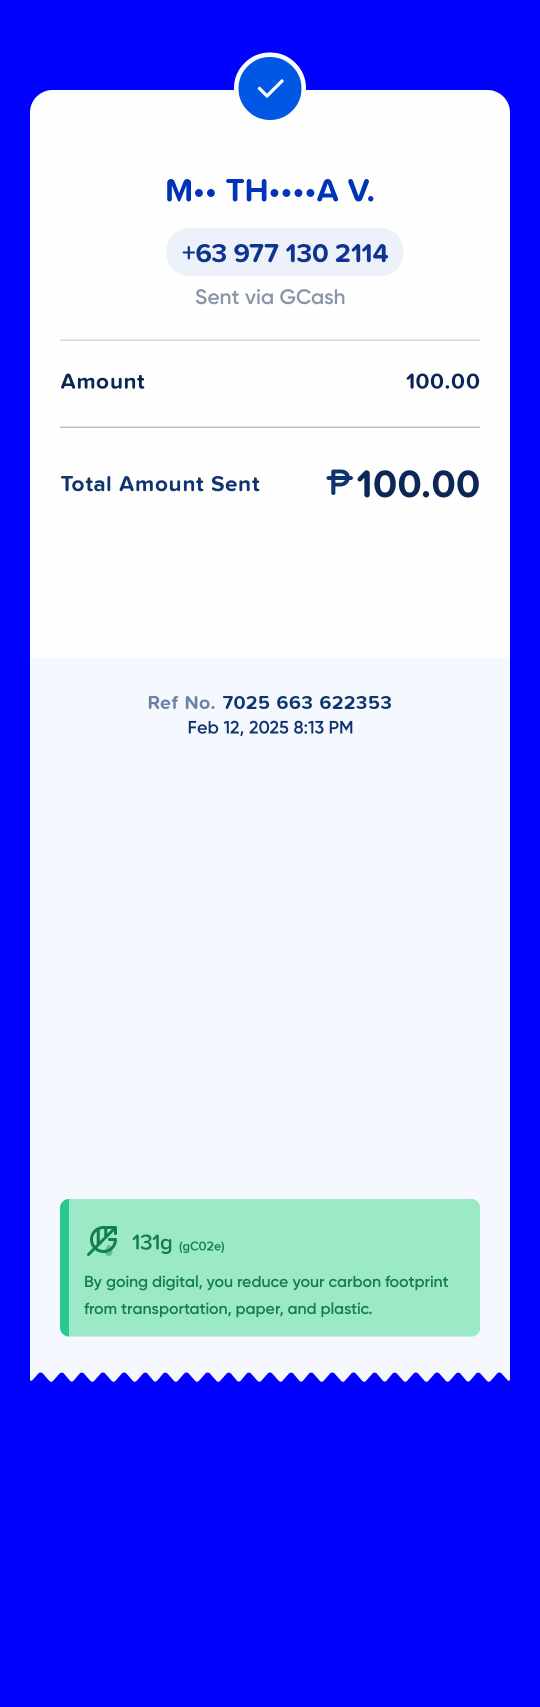 M•• TH••••A V.
+63 977 130 2114
Sent via GCash
Amount 100.00
Total Amount Sent ₱100.00
Ref No. 7025 663 622353
Feb 12, 2025 8:13 PM
131g (gC02e)
By going digital, you reduce your carbon footprint
from transportation, paper, and plastic.